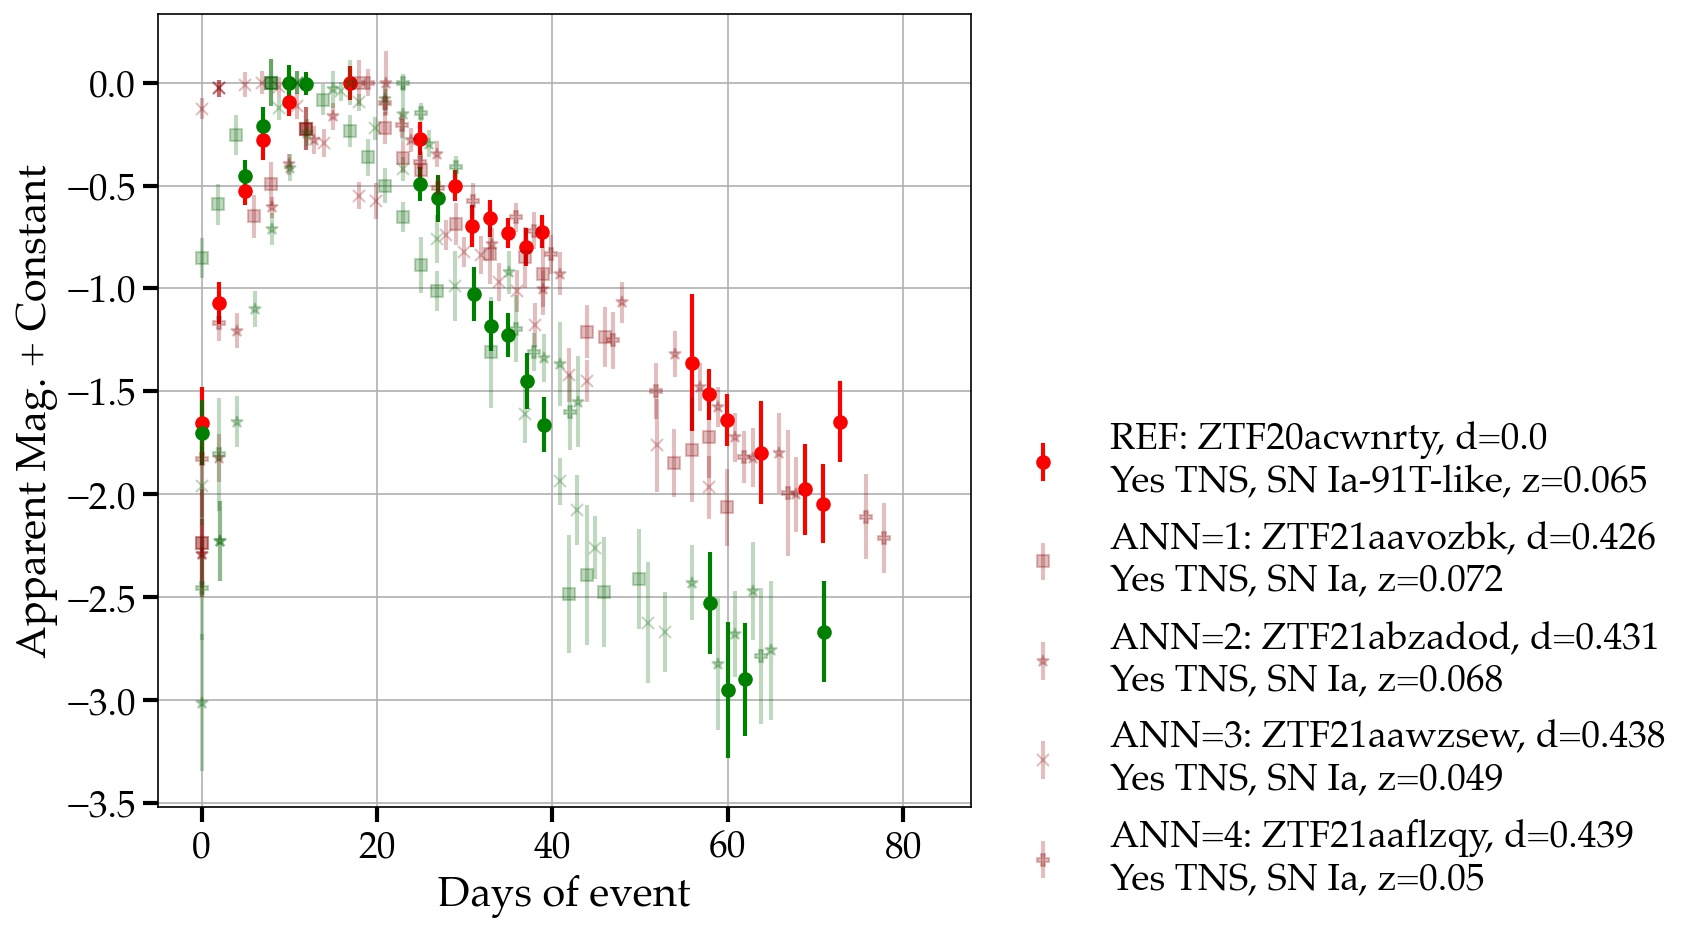 Apparent Mag. + Constant
0.0
−0.5
−1.0
−1.5
−2.0
−2.5
−3.0
−3.5
0 20 40 60 80
Days of event
REF: ZTF20acwnrty, d=0.0
Yes TNS, SN Ia-91T-like, z=0.065
ANN=1: ZTF21aavozbk, d=0.426
Yes TNS, SN Ia, z=0.072
ANN=2: ZTF21abzadod, d=0.431
Yes TNS, SN Ia, z=0.068
ANN=3: ZTF21aawzsew, d=0.438
Yes TNS, SN Ia, z=0.049
ANN=4: ZTF21aaflzqy, d=0.439
Yes TNS, SN Ia, z=0.05